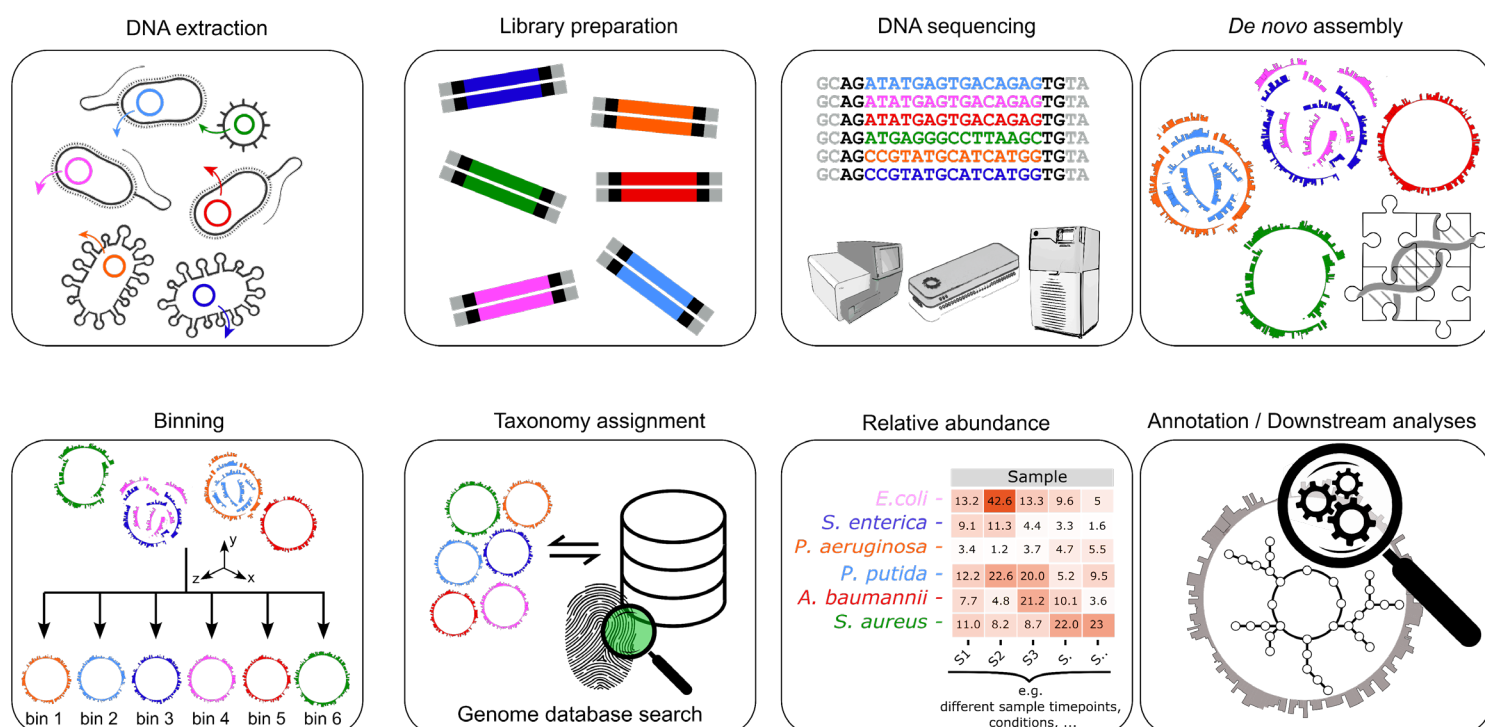 DNA extraction
Library preparation
DNA sequencing
De novo assembly
GCAGATATGAGTGACAGAGTGTA
GCAGATATGAGTGACAGAGTGTA
GCAGATATGAGTGACAGAGTGTA
GCAGATGAGGGCCTTAAGCTGTA
GCAGCCGTATGCATCATGGTGTA
GCAGCCGTATGCATCATGGTGTA
Binning
y
z x
bin 1 bin 2 bin 3 bin 4 bin 5 bin 6
Taxonomy assignment
Genome database search
Relative abundance
Sample
E.coli - 13.2 42.6 13.3 9.6 5
S. enterica - 9.1 11.3 4.4 3.3 1.6
P. aeruginosa - 3.4 1.2 3.7 4.7 5.5
P. putida - 12.2 22.6 20.0 5.2 9.5
A. baumannii - 7.7 4.8 21.2 10.1 3.6
S. aureus - 11.0 8.2 8.7 22.0 23
S1 S2 S3 S. S..
e.g.
different sample timepoints,
conditions, ...
Annotation / Downstream analyses